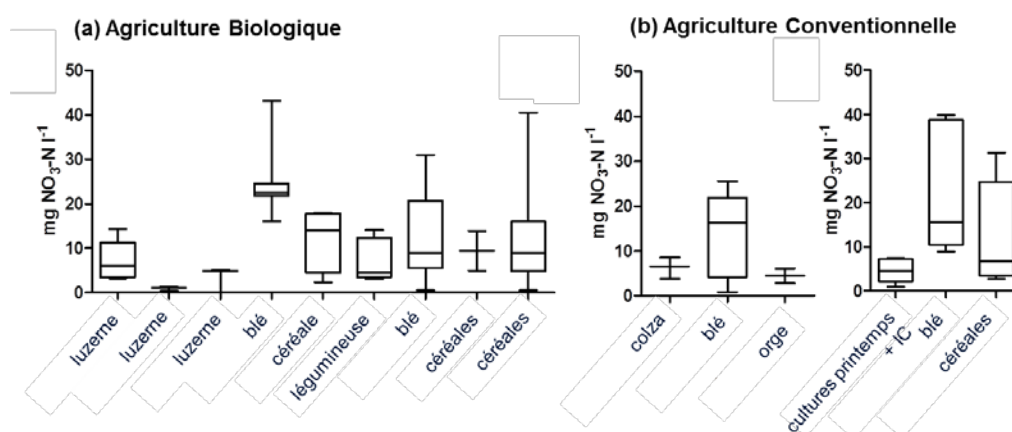 (a) Agriculture Biologique
(b) Agriculture Conventionnelle
mg NO3-N l-1
50
40
30
20
10
0
luzerne
luzerne
luzerne
blé
céréale
légumineuse
blé
céréales
céréales
mg NO3-N l-1
50
40
30
20
10
0
colza
blé
orge
mg NO3-N l-1
50
40
30
20
10
0
cultures printemps
+ IC
blé
céréales